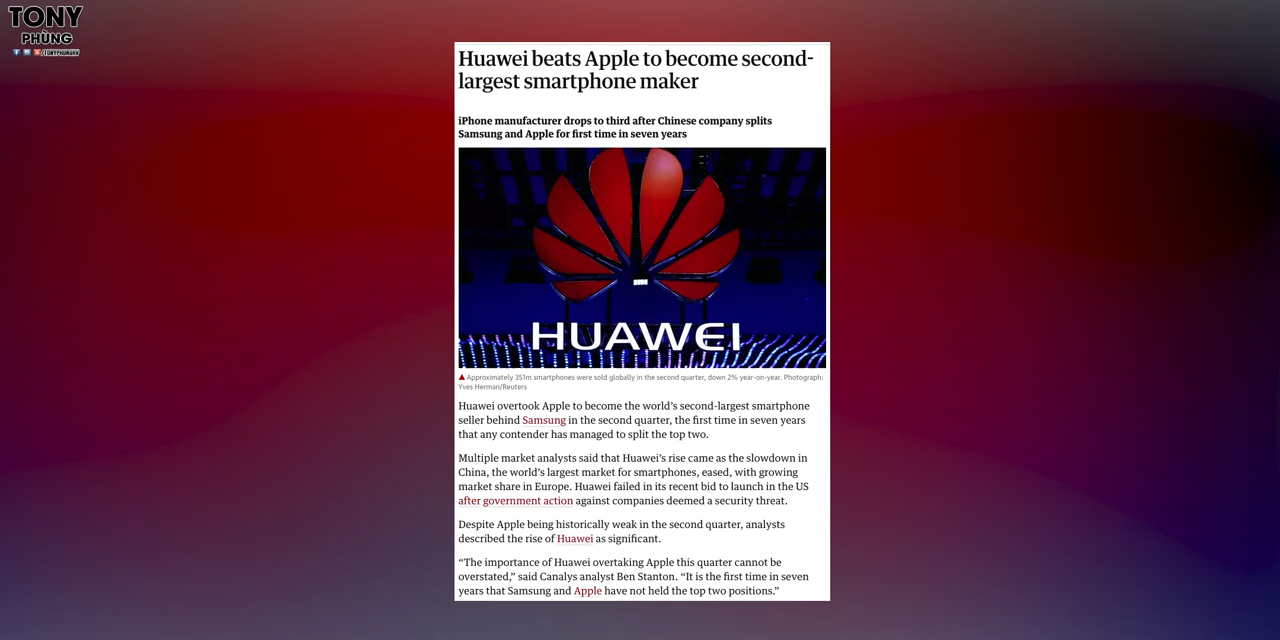 TONY
PHÙNG
/TONYPHUNGVN
Huawei beats Apple to become second-
largest smartphone maker
iPhone manufacturer drops to third after Chinese company splits
Samsung and Apple for first time in seven years
HUAWEI
Approximately 351m smartphones were sold globally in the second quarter, down 2% year-on-year. Photograph:
Yves Herman/Reuters
Huawei overtook Apple to become the world’s second-largest smartphone
seller behind Samsung in the second quarter, the first time in seven years
that any contender has managed to split the top two.
Multiple market analysts said that Huawei’s rise came as the slowdown in
China, the world’s largest market for smartphones, eased, with growing
market share in Europe. Huawei failed in its recent bid to launch in the US
after government action against companies deemed a security threat.
Despite Apple being historically weak in the second quarter, analysts
described the rise of Huawei as significant.
“The importance of Huawei overtaking Apple this quarter cannot be
overstated,” said Canalys analyst Ben Stanton. “It is the first time in seven
years that Samsung and Apple have not held the top two positions.”